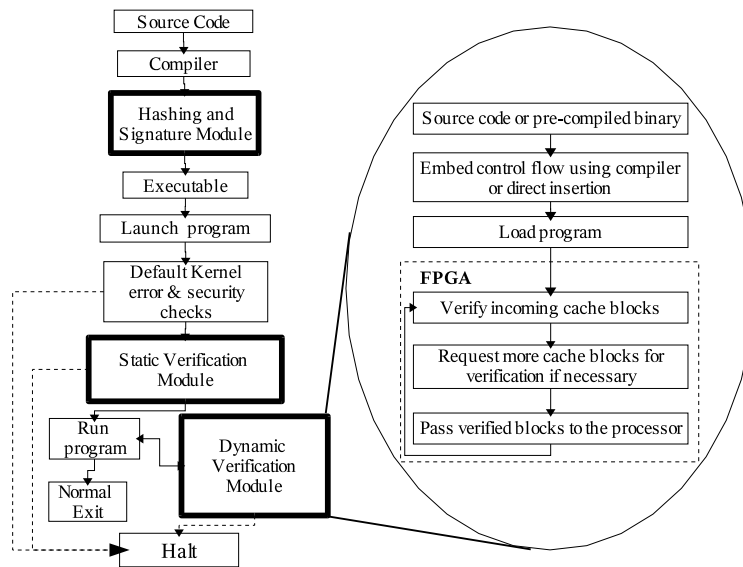 Source Code
Compiler
Hashing and
Signature Module
Executable
Launch program
Default Kernel
error & security
checks
Static Verification
Module
Run
program
Normal
Exit
Dynamic
Verification
Module
Halt
Source code or pre-compiled binary
Embed control flow using compiler
or direct insertion
Load program
FPGA
Verify incoming cache blocks
Request more cache blocks for
verification if necessary
Pass verified blocks to the processor